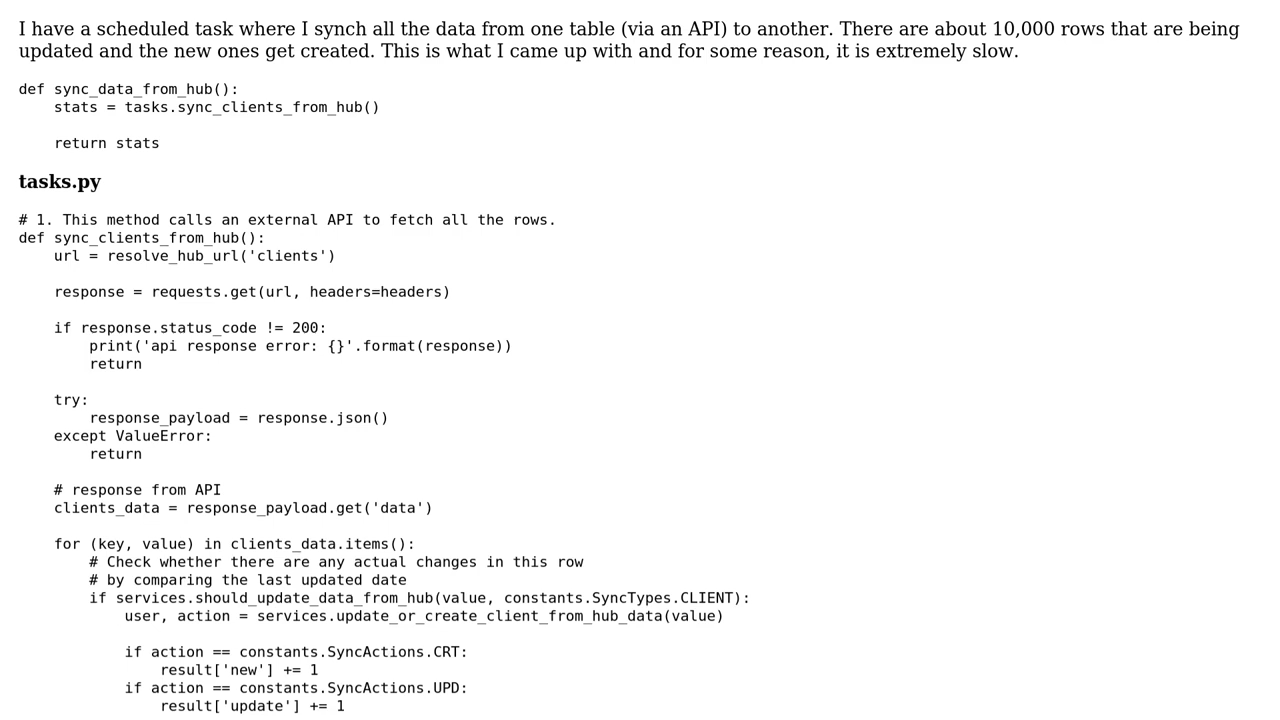 I have a scheduled task where I synch all the data from one table (via an API) to another. There are about 10,000 rows that are being
updated and the new ones get created. This is what I came up with and for some reason, it is extremely slow.
def sync_data_from_hub():
    stats = tasks.sync_clients_from_hub()

    return stats
tasks.py
# 1. This method calls an external API to fetch all the rows.
def sync_clients_from_hub():
    url = resolve_hub_url('clients')

    response = requests.get(url, headers=headers)

    if response.status_code != 200:
        print('api response error: {}'.format(response))
        return

    try:
        response_payload = response.json()
    except ValueError:
        return

    # response from API
    clients_data = response_payload.get('data')

    for (key, value) in clients_data.items():
        # Check whether there are any actual changes in this row
        # by comparing the last updated date
        if services.should_update_data_from_hub(value, constants.SyncTypes.CLIENT):
            user, action = services.update_or_create_client_from_hub_data(value)

            if action == constants.SyncActions.CRT:
                result['new'] += 1
            if action == constants.SyncActions.UPD:
                result['update'] += 1